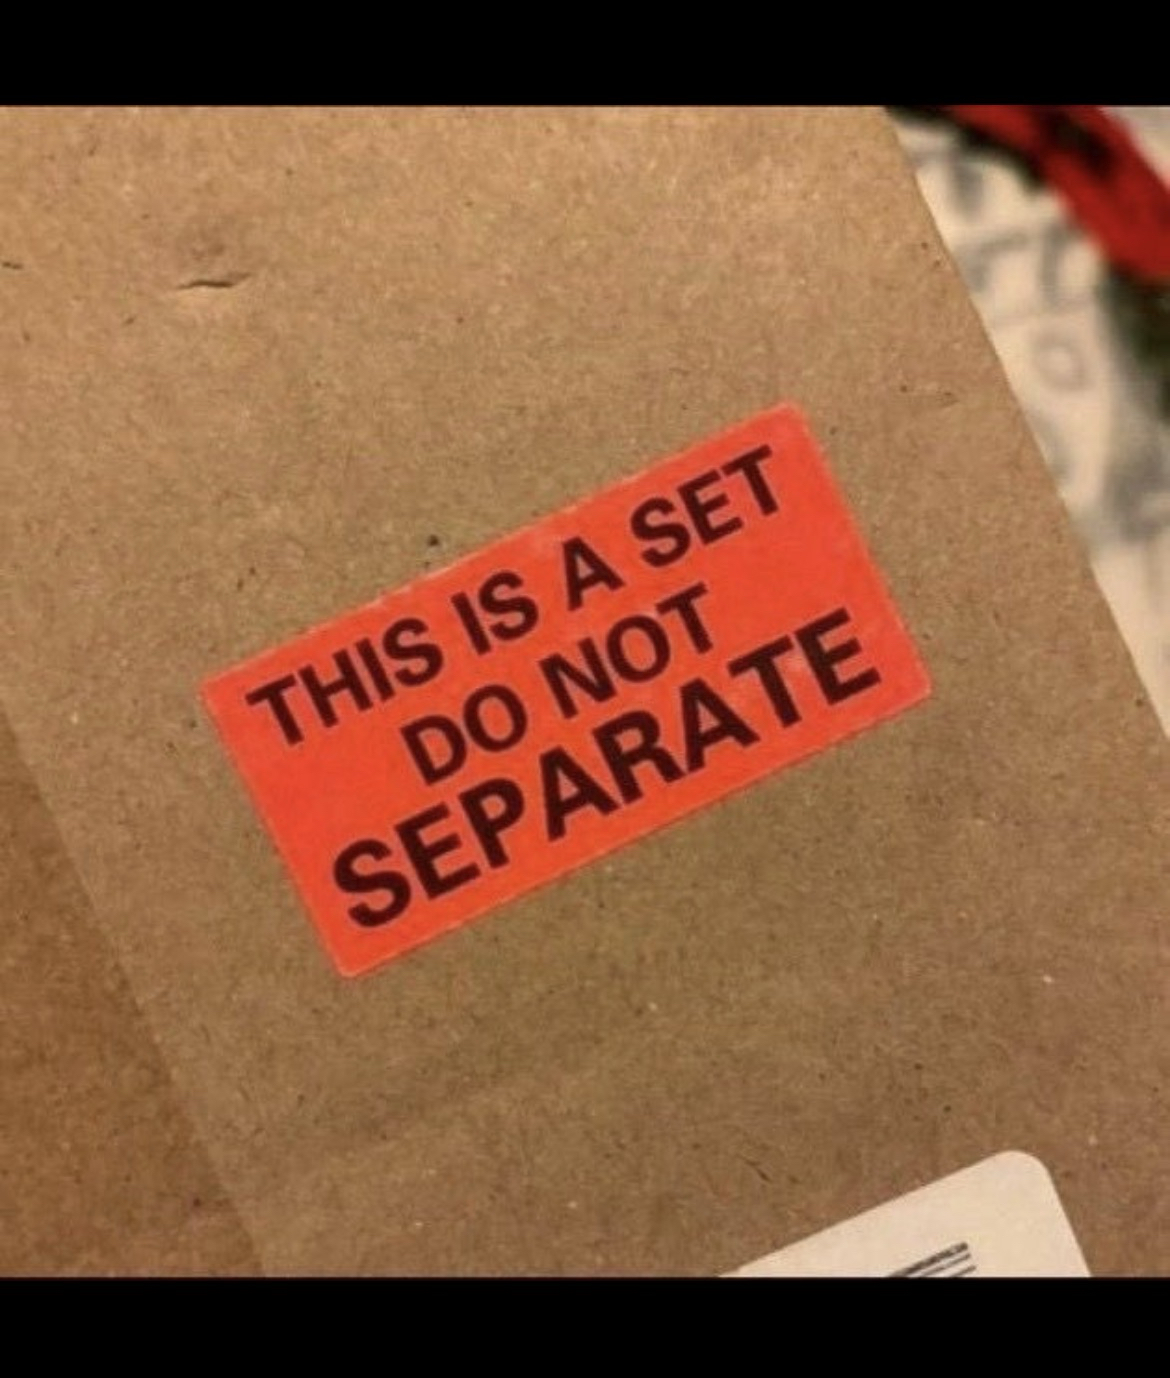 THIS IS A SET
DO NOT
SEPARATE